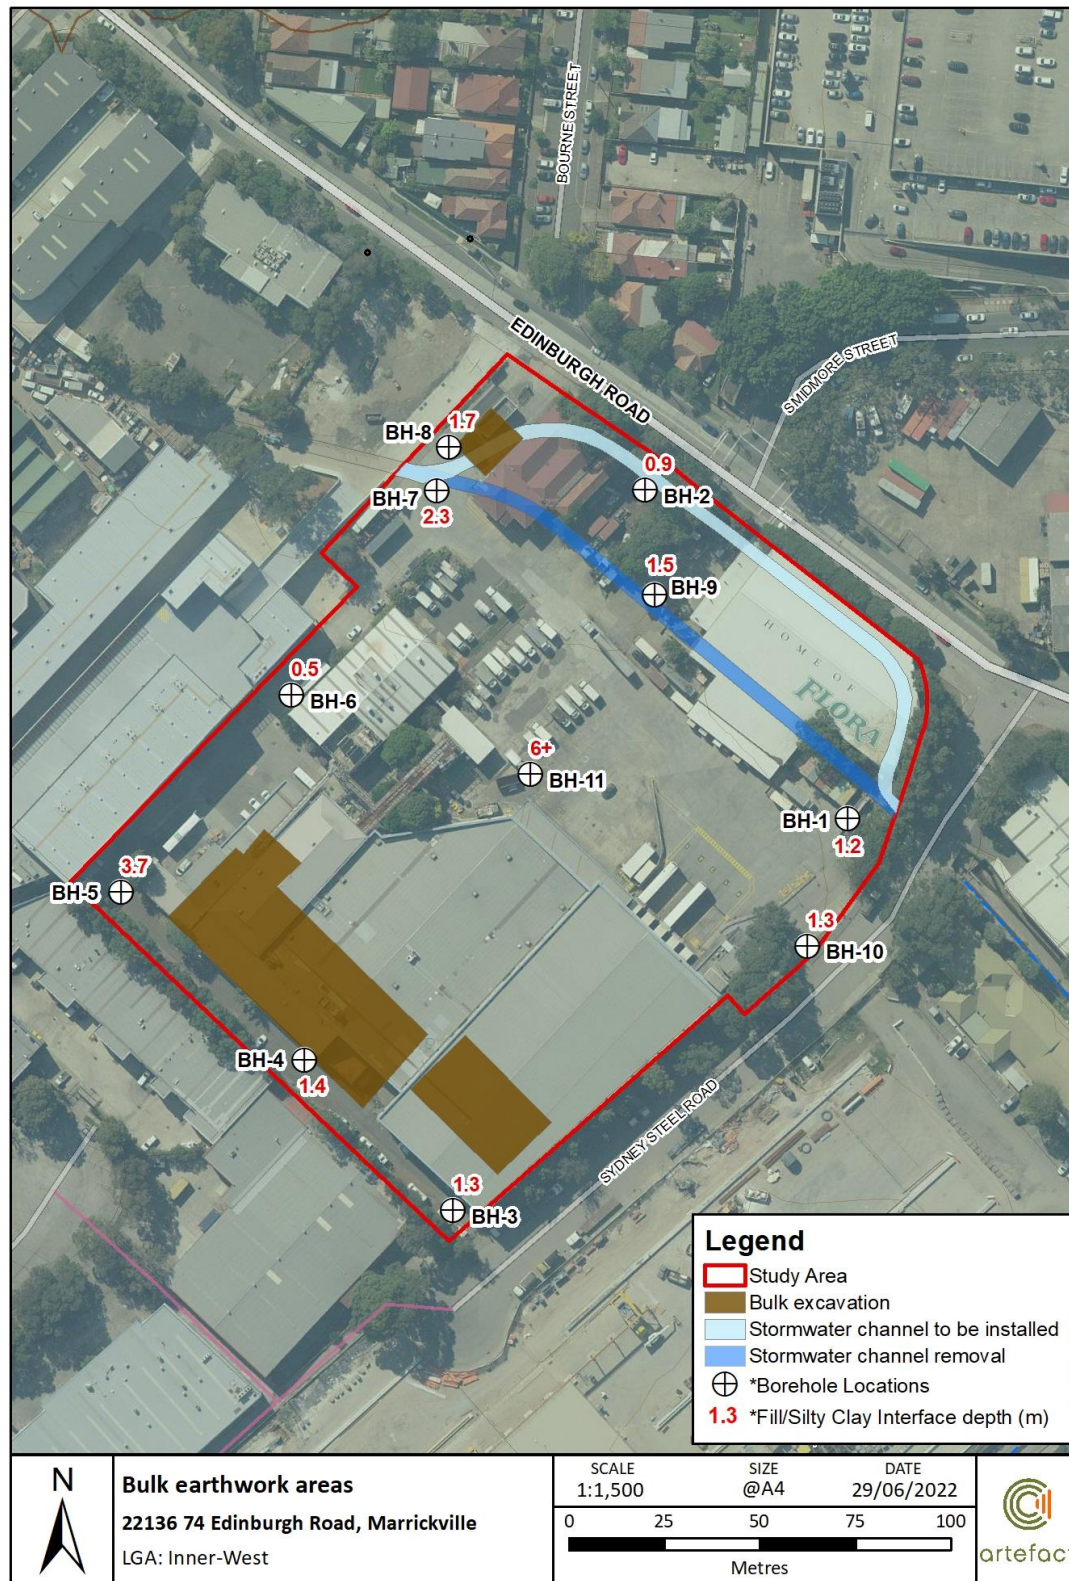 BOURNE STREET
EDINBURGH ROAD
SMIDMORE STREET
1.7
BH-8
0.9
BH-2
BH-7
2.3
1.5
BH-9
HOME OF
FLORA
0.5
BH-6
6+
BH-11
BH-1
1.2
3.7
BH-5
1.3
BH-10
BH-4
1.4
1.3
BH-3
SYDNEY STEEL ROAD
Legend
Study Area
Bulk excavation
Stormwater channel to be installed
Stormwater channel removal
*Borehole Locations
1.3 *Fill/Silty Clay Interface depth (m)
N
Bulk earthwork areas
22136 74 Edinburgh Road, Marrickville
LGA: Inner-West
SCALE
1:1,500
SIZE
@A4
DATE
29/06/2022
0 25 50 75 100
Metres
artefact